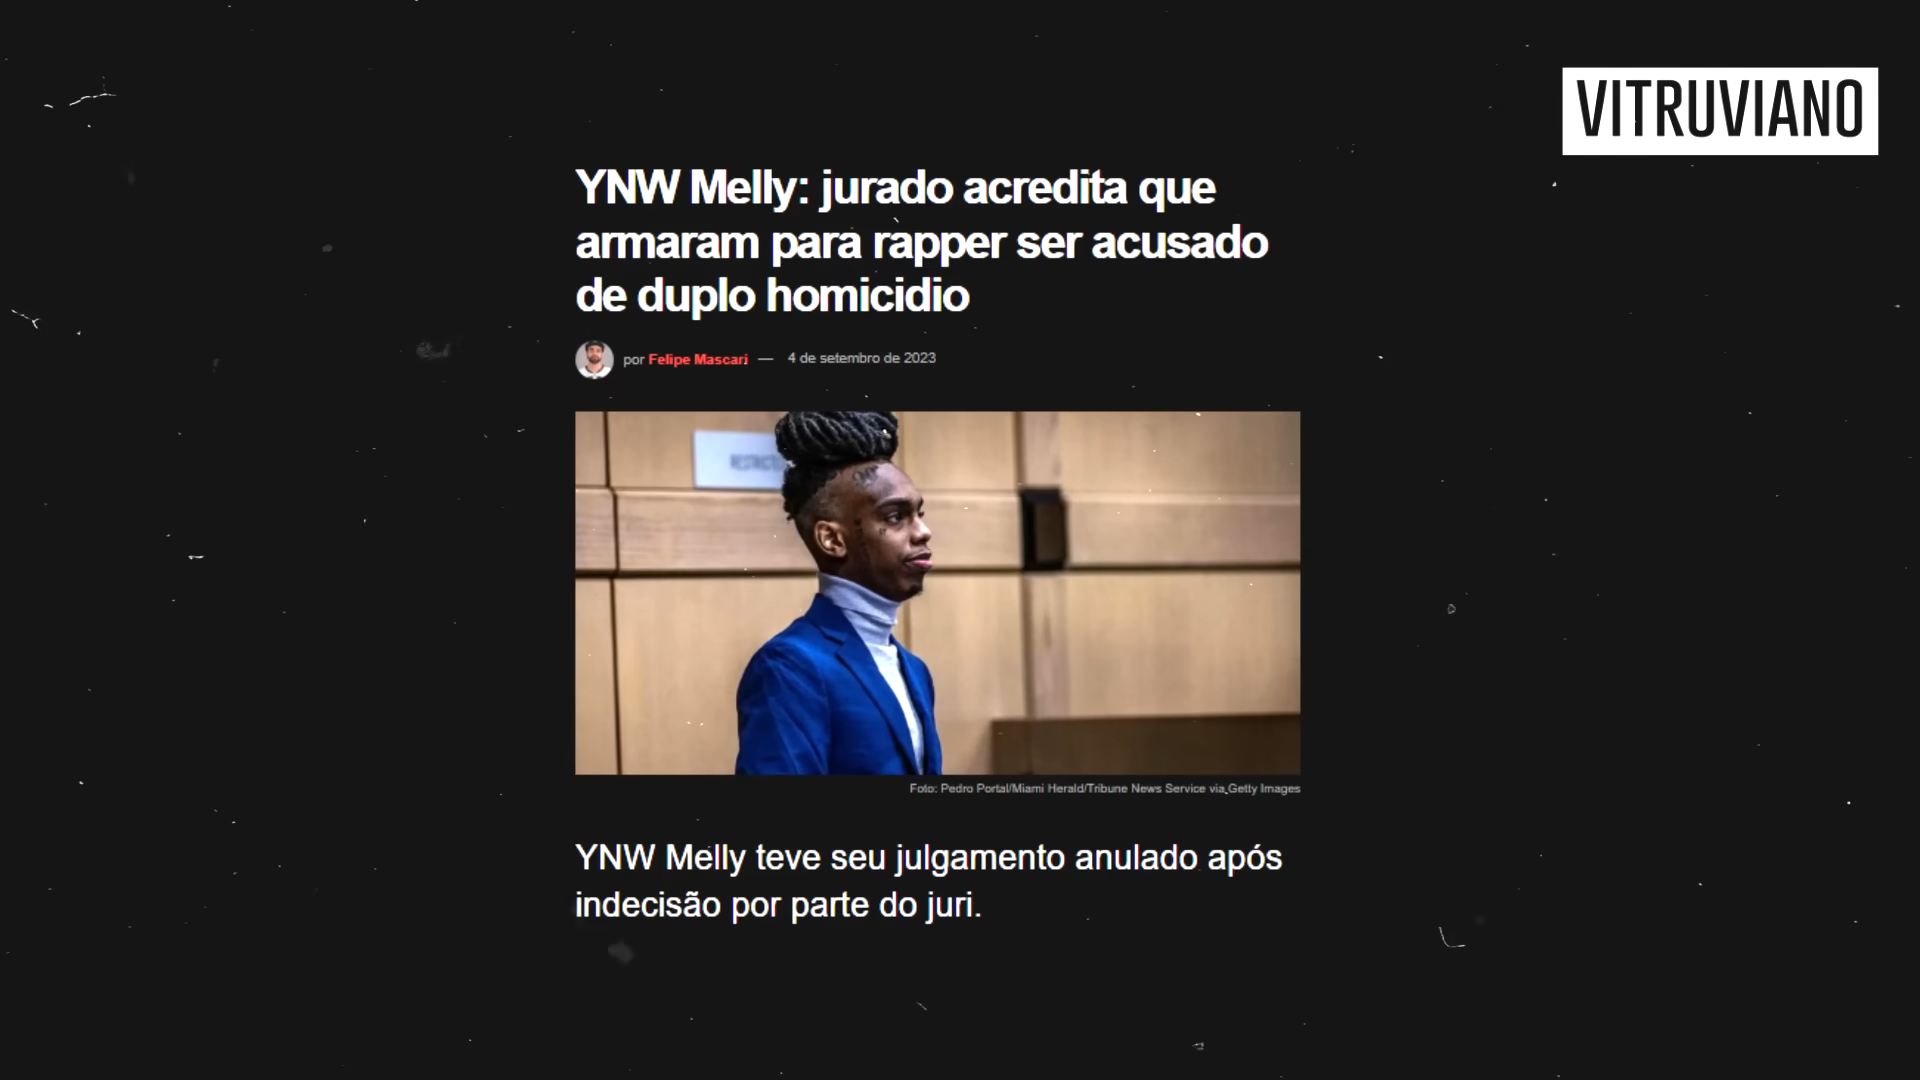 VITRUVIANO
YNW Melly: jurado acredita que
armaram para rapper ser acusado
de duplo homicidio
por Felipe Mascari — 4 de setembro de 2023
Foto: Pedro Portal/Miami Herald/Tribune News Service via Getty Images
YNW Melly teve seu julgamento anulado após
indecisão por parte do juri.